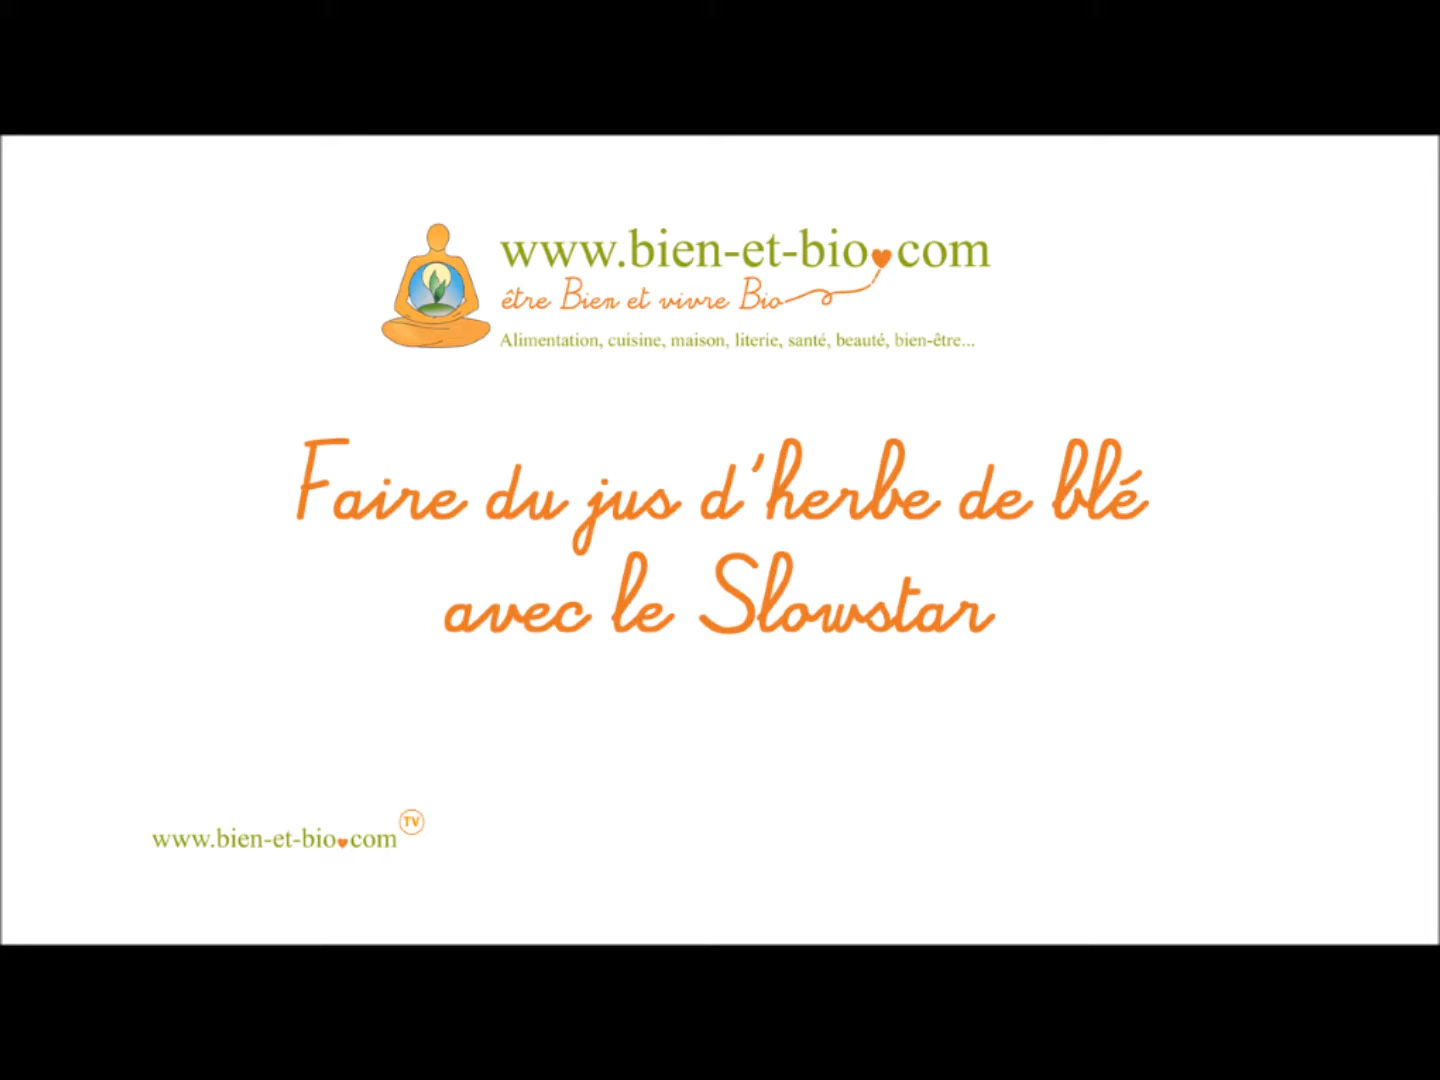 www.bien-et-bio.com
être Bien et vivre Bio
Alimentation, cuisine, maison, literie, santé, beauté, bien-être...
Faire du jus d'herbe de blé
avec le Slowstar
www.bien-et-bio.com TV